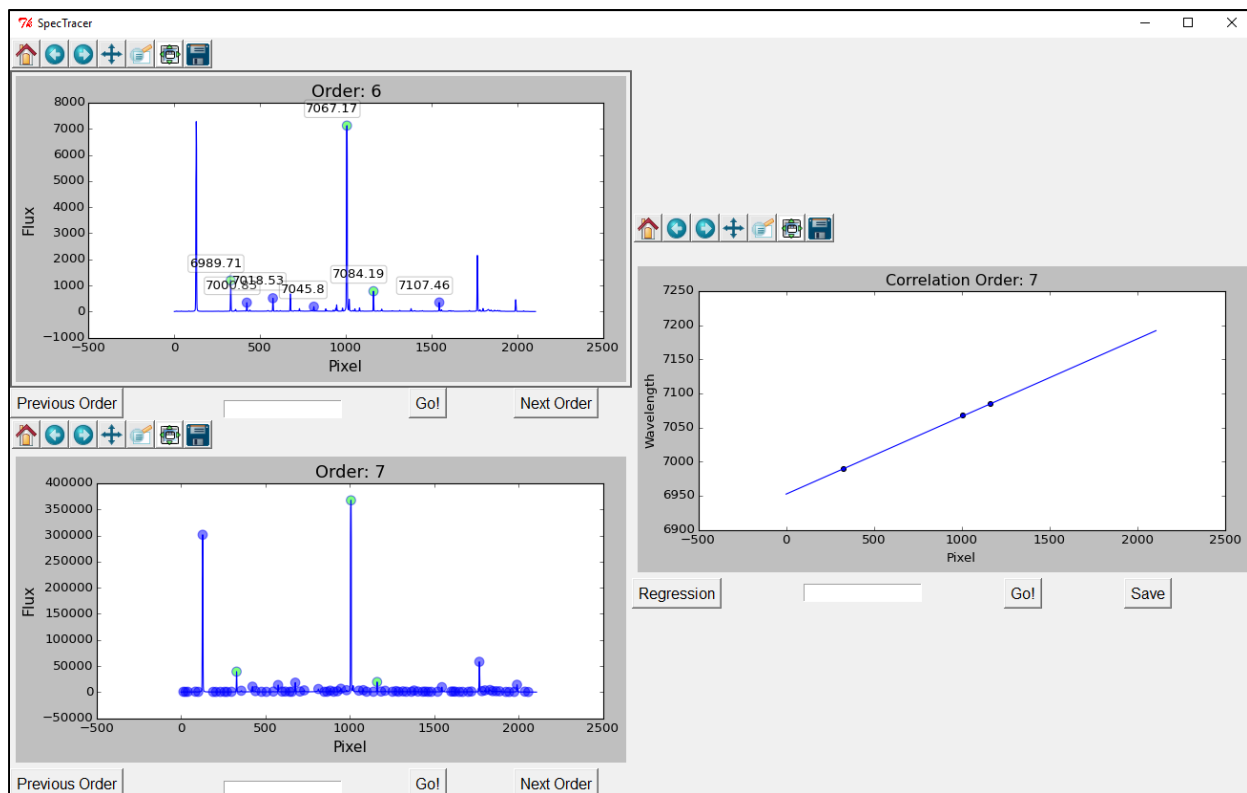 SpecTracer
Order: 6
8000
7000
6000
5000
4000
3000
2000
1000
0
−1000
Flux
7067.17
6989.71
7018.53
7084.19
7045.8
7107.46
−500 0 500 1000 1500 2000 2500
Pixel
Previous Order Go! Next Order
Order: 7
400000
350000
300000
250000
200000
150000
100000
50000
0
−50000
Flux
−500 0 500 1000 1500 2000 2500
Pixel
Previous Order Go! Next Order
Correlation Order: 7
7250
7200
7150
7100
7050
7000
6950
6900
Wavelength
−500 0 500 1000 1500 2000 2500
Pixel
Regression Go! Save